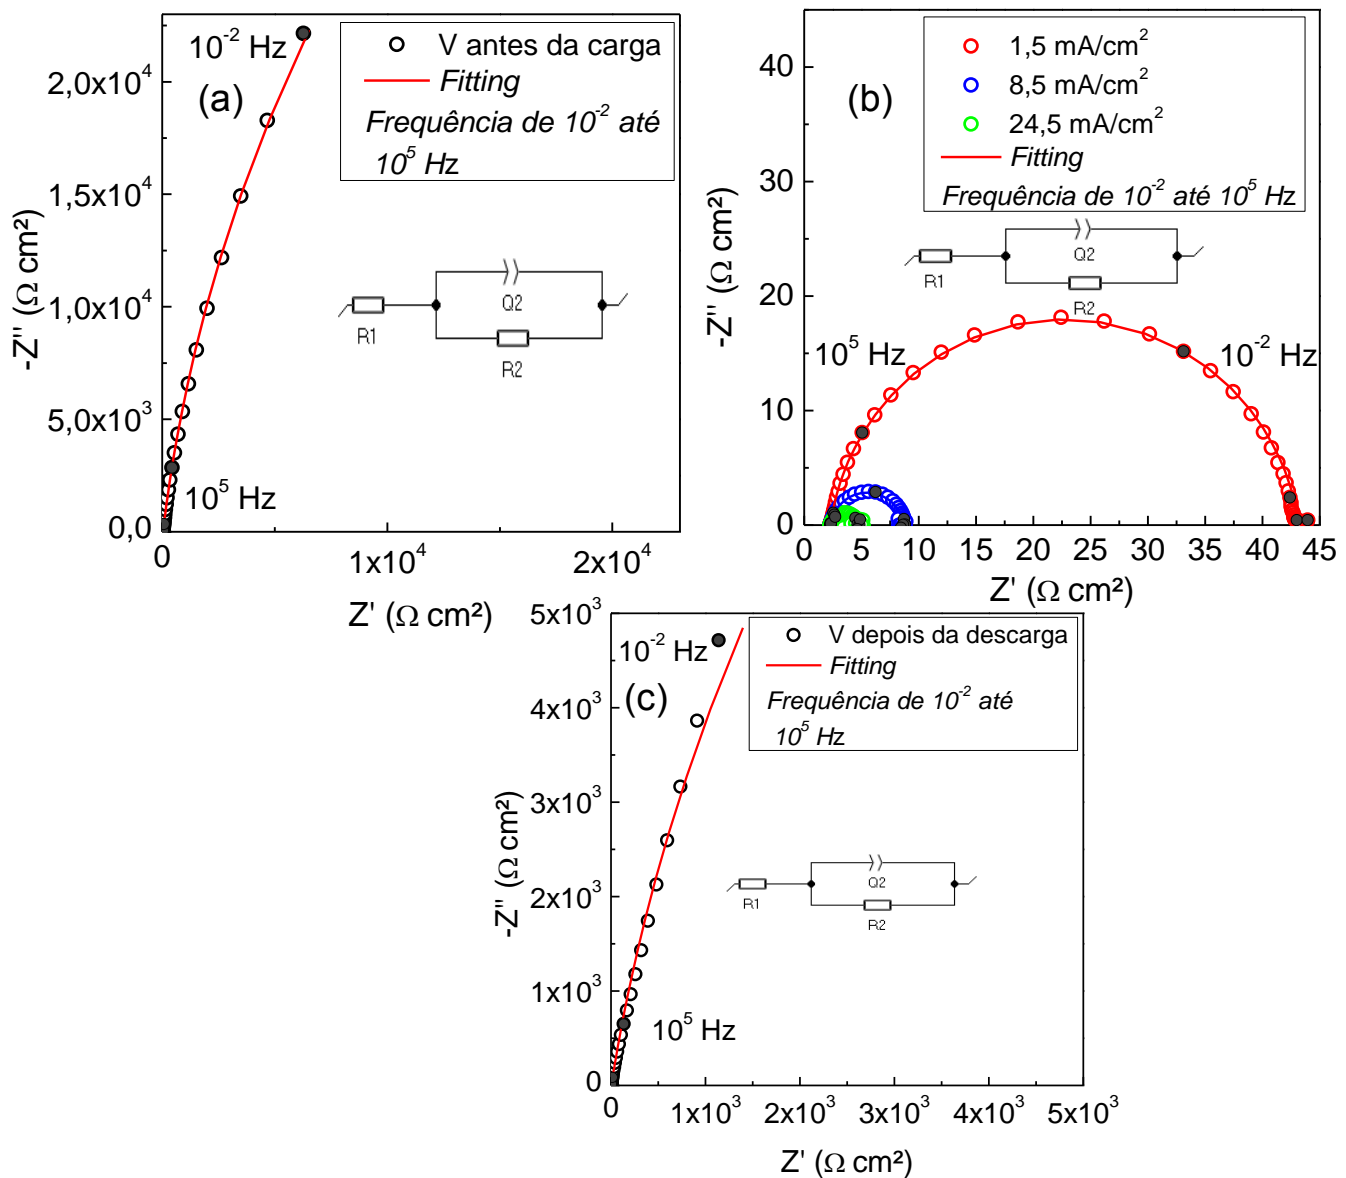 (a)
10⁻² Hz
V antes da carga
Fitting
Frequência de 10⁻² até
10⁵ Hz
2,0x10⁴
1,5x10⁴
1,0x10⁴
5,0x10³
0,0
-Z'' (Ω cm²)
R1
Q2
R2
10⁵ Hz
0
1x10⁴
2x10⁴
Z' (Ω cm²)
(b)
1,5 mA/cm²
8,5 mA/cm²
24,5 mA/cm²
Fitting
Frequência de 10⁻² até 10⁵ Hz
40
30
20
10
0
-Z'' (Ω cm²)
R1
Q2
R2
10⁵ Hz
10⁻² Hz
0 5 10 15 20 25 30 35 40 45
Z' (Ω cm²)
(c)
10⁻² Hz
V depois da descarga
Fitting
Frequência de 10⁻² até
10⁵ Hz
5x10³
4x10³
3x10³
2x10³
1x10³
0
-Z'' (Ω cm²)
R1
Q2
R2
10⁵ Hz
0 1x10³ 2x10³ 3x10³ 4x10³ 5x10³
Z' (Ω cm²)